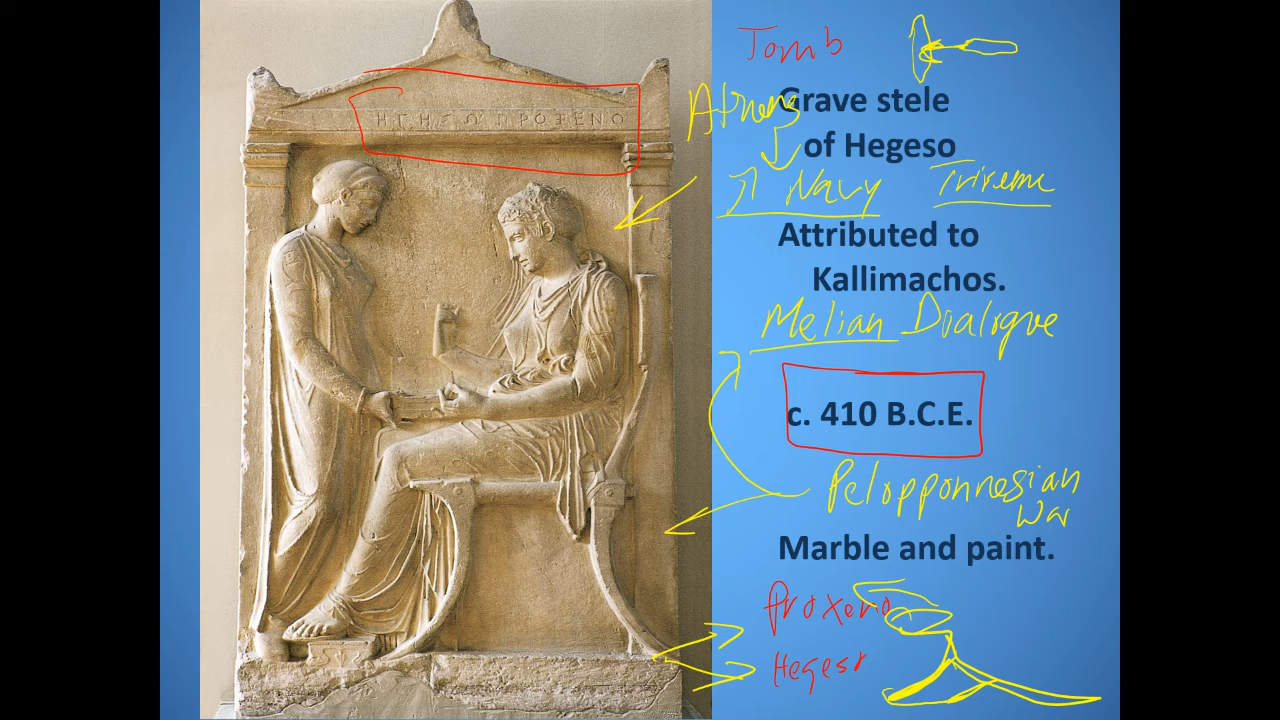 Tomb
Grave stele
of Hegeso
Athens
↗ Navy Trireme
Attributed to
Kallimachos.
Melian Dialogue
c. 410 B.C.E.
Peloponnesian
War
Marble and paint.
Proxeno
Hegeso
ΗΓΗΣΩ ΠΡΟΞΕΝΟ